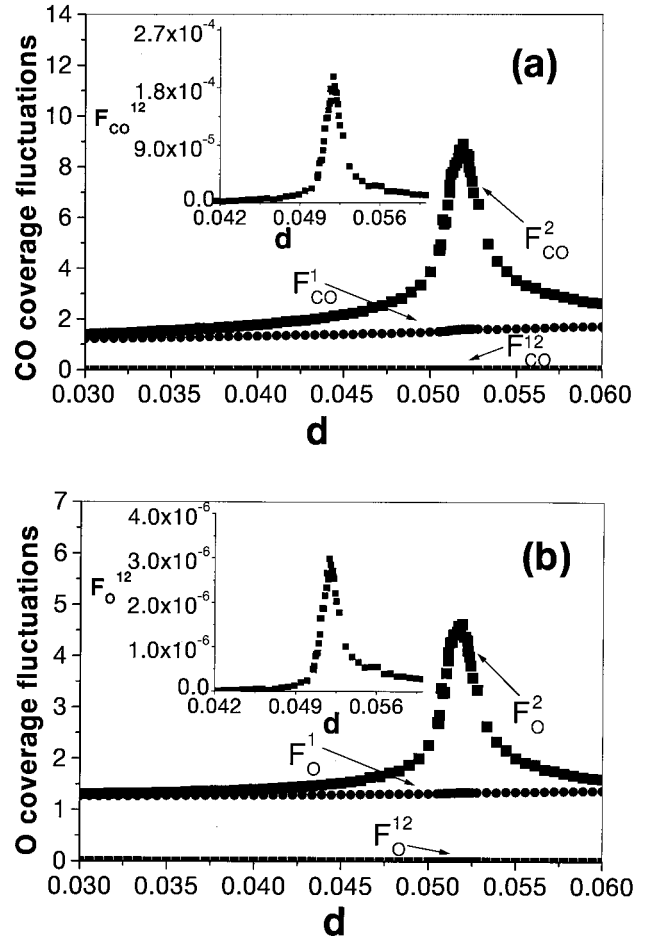 14
12
10
8
6
4
2
0
CO coverage fluctuations
2.7x10⁻⁴
1.8x10⁻⁴
9.0x10⁻⁵
0.0
F_CO^12
0.042 0.049 0.056
d
(a)
F_CO^2
F_CO^1
F_CO^12
0.030 0.035 0.040 0.045 0.050 0.055 0.060
d
7
6
5
4
3
2
1
0
O coverage fluctuations
4.0x10⁻⁶
3.0x10⁻⁶
2.0x10⁻⁶
1.0x10⁻⁶
0.0
F_O^12
0.042 0.049 0.056
d
(b)
F_O^2
F_O^1
F_O^12
0.030 0.035 0.040 0.045 0.050 0.055 0.060
d